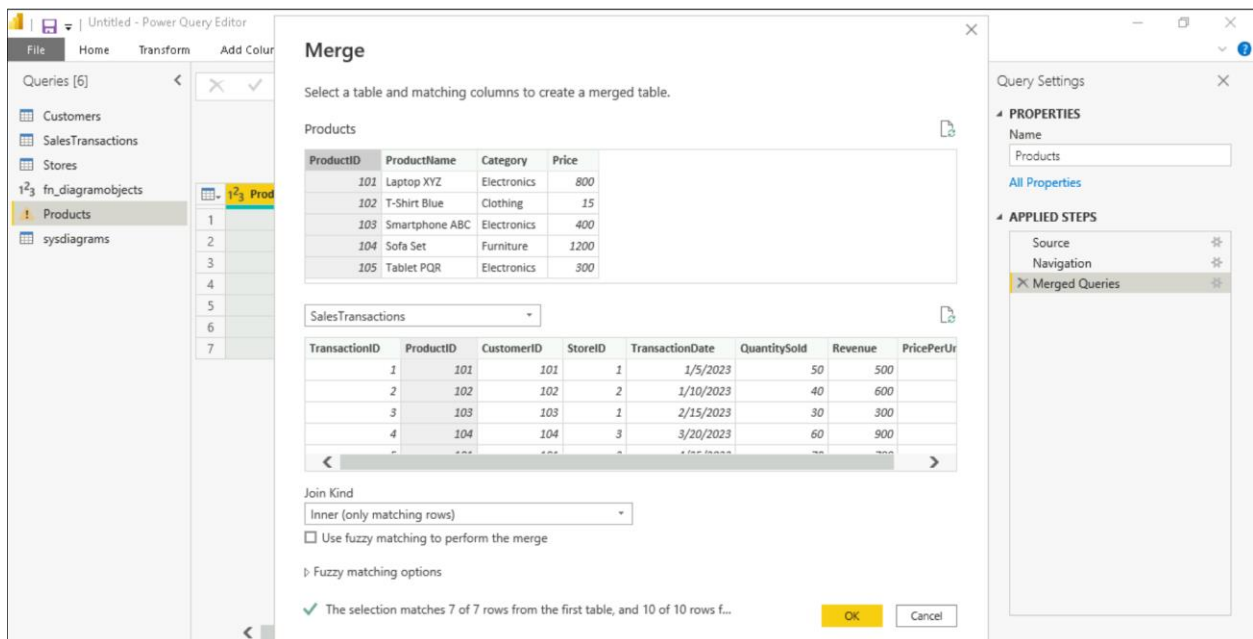 Untitled - Power Query Editor
File Home Transform Add Colur
Queries [6]
Customers
SalesTransactions
Stores
1²3 fn_diagramobjects
Products
sysdiagrams
1²3 Prod
1
2
3
4
5
6
7
Merge
Select a table and matching columns to create a merged table.
Products
ProductID ProductName Category Price
101 Laptop XYZ Electronics 800
102 T-Shirt Blue Clothing 15
103 Smartphone ABC Electronics 400
104 Sofa Set Furniture 1200
105 Tablet PQR Electronics 300
SalesTransactions
TransactionID ProductID CustomerID StoreID TransactionDate QuantitySold Revenue PricePerUr
1 101 101 1 1/5/2023 50 500
2 102 102 2 1/10/2023 40 600
3 103 103 1 2/15/2023 30 300
4 104 104 3 3/20/2023 60 900
Join Kind
Inner (only matching rows)
Use fuzzy matching to perform the merge
Fuzzy matching options
The selection matches 7 of 7 rows from the first table, and 10 of 10 rows f...
OK Cancel
Query Settings
PROPERTIES
Name
Products
All Properties
APPLIED STEPS
Source
Navigation
Merged Queries